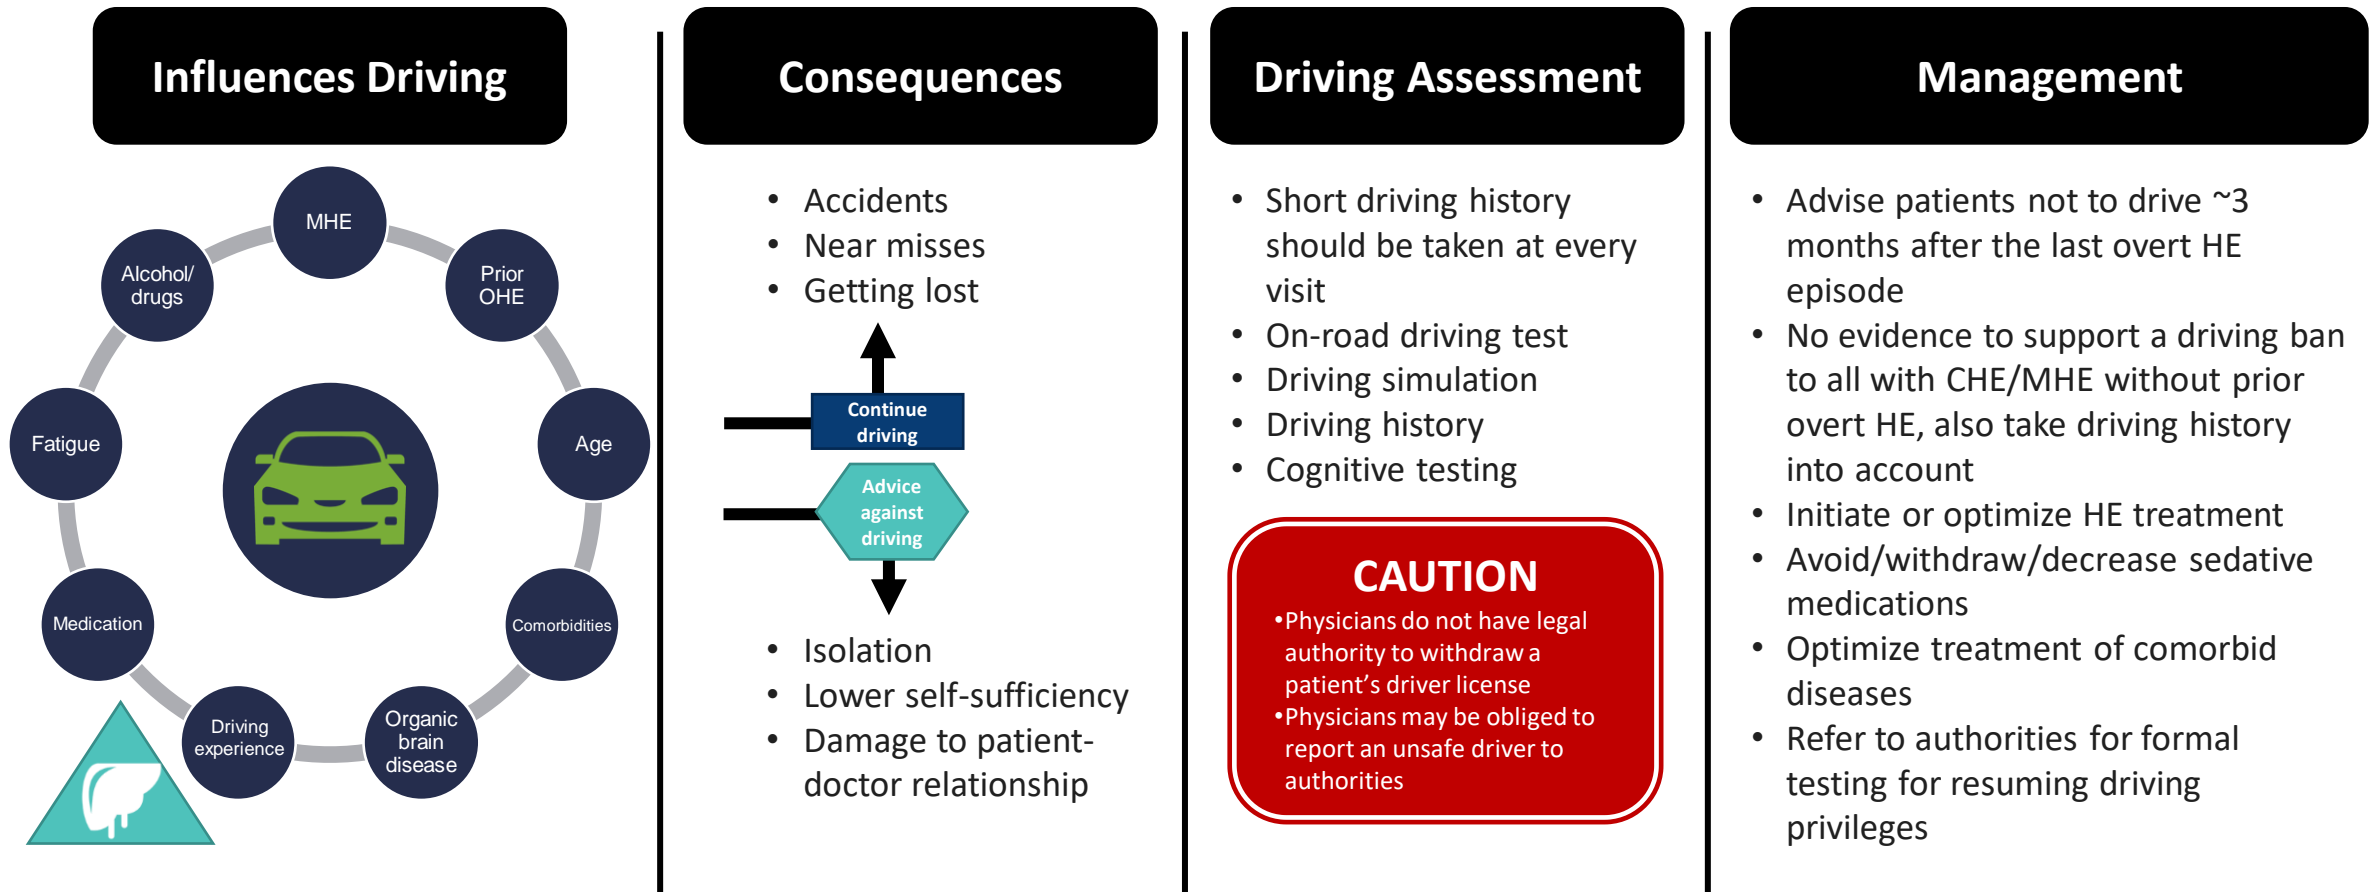 Influences Driving
MHE
Prior
OHE
Age
Comorbidities
Organic
brain
disease
Driving
experience
Medication
Fatigue
Alcohol/
drugs
Consequences
• Accidents
• Near misses
• Getting lost
Continue
driving
Advice
against
driving
• Isolation
• Lower self-sufficiency
• Damage to patient-
doctor relationship
Driving Assessment
• Short driving history
should be taken at every
visit
• On-road driving test
• Driving simulation
• Driving history
• Cognitive testing
CAUTION
•Physicians do not have legal
authority to withdraw a
patient’s driver license
•Physicians may be obliged to
report an unsafe driver to
authorities
Management
• Advise patients not to drive ~3
months after the last overt HE
episode
• No evidence to support a driving ban
to all with CHE/MHE without prior
overt HE, also take driving history
into account
• Initiate or optimize HE treatment
• Avoid/withdraw/decrease sedative
medications
• Optimize treatment of comorbid
diseases
• Refer to authorities for formal
testing for resuming driving
privileges